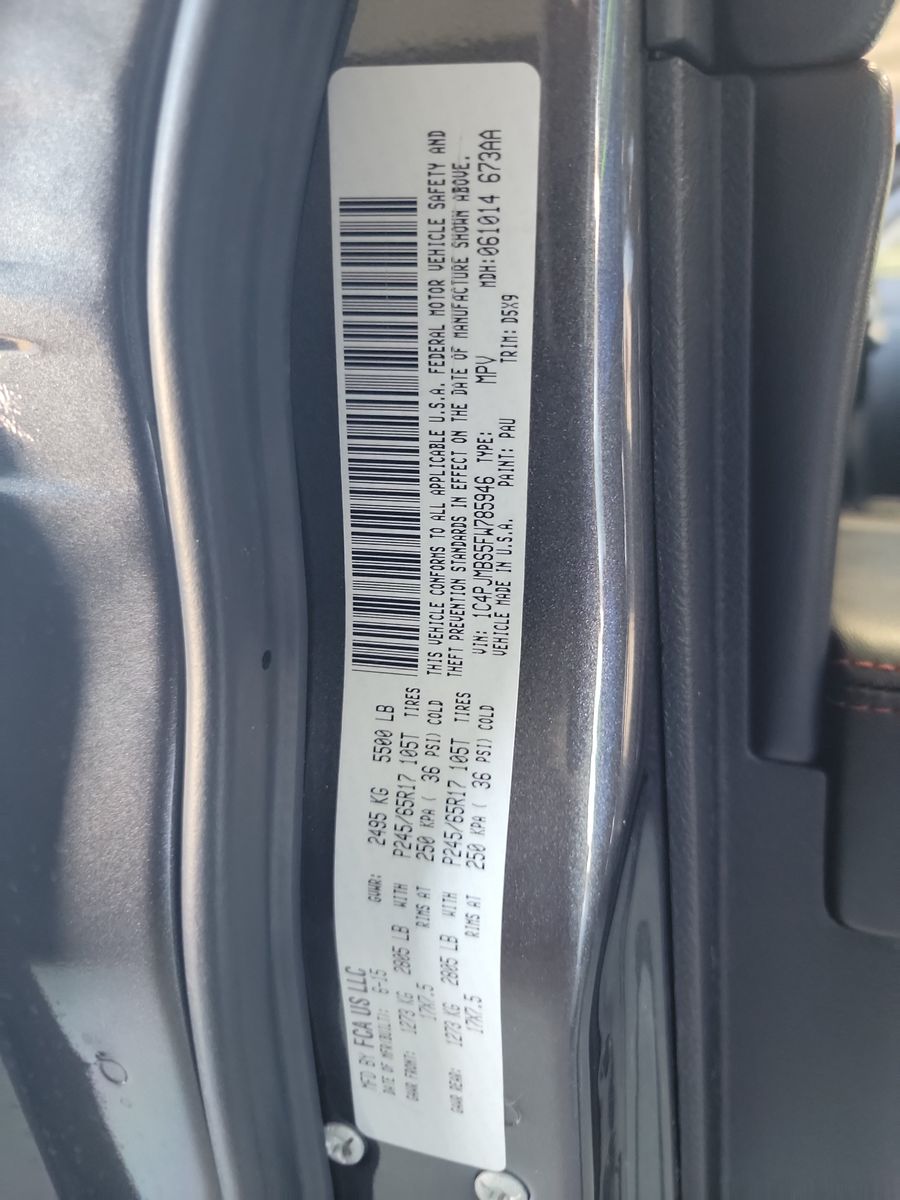 MFD BY FCA US LLC
DATE OF MFR/BUILT: 6-15 GVWR: 2495 KG 5500 LB
GAWR FRONT: 1273 KG 2805 LB WITH P245/65R17 105T TIRES
17X7.5 RIMS AT 250 KPA ( 36 PSI) COLD
GAWR REAR: 1273 KG 2805 LB WITH P245/65R17 105T TIRES
17X7.5 RIMS AT 250 KPA ( 36 PSI) COLD
THIS VEHICLE CONFORMS TO ALL APPLICABLE U.S.A. FEDERAL MOTOR VEHICLE SAFETY AND
THEFT PREVENTION STANDARDS IN EFFECT ON THE DATE OF MANUFACTURE SHOWN ABOVE.
VIN: 1C4PJMBS5FW785946 TYPE: MPV MDH:061014 673AA
VEHICLE MADE IN U.S.A. PAINT: PAU TRIM: D5X9